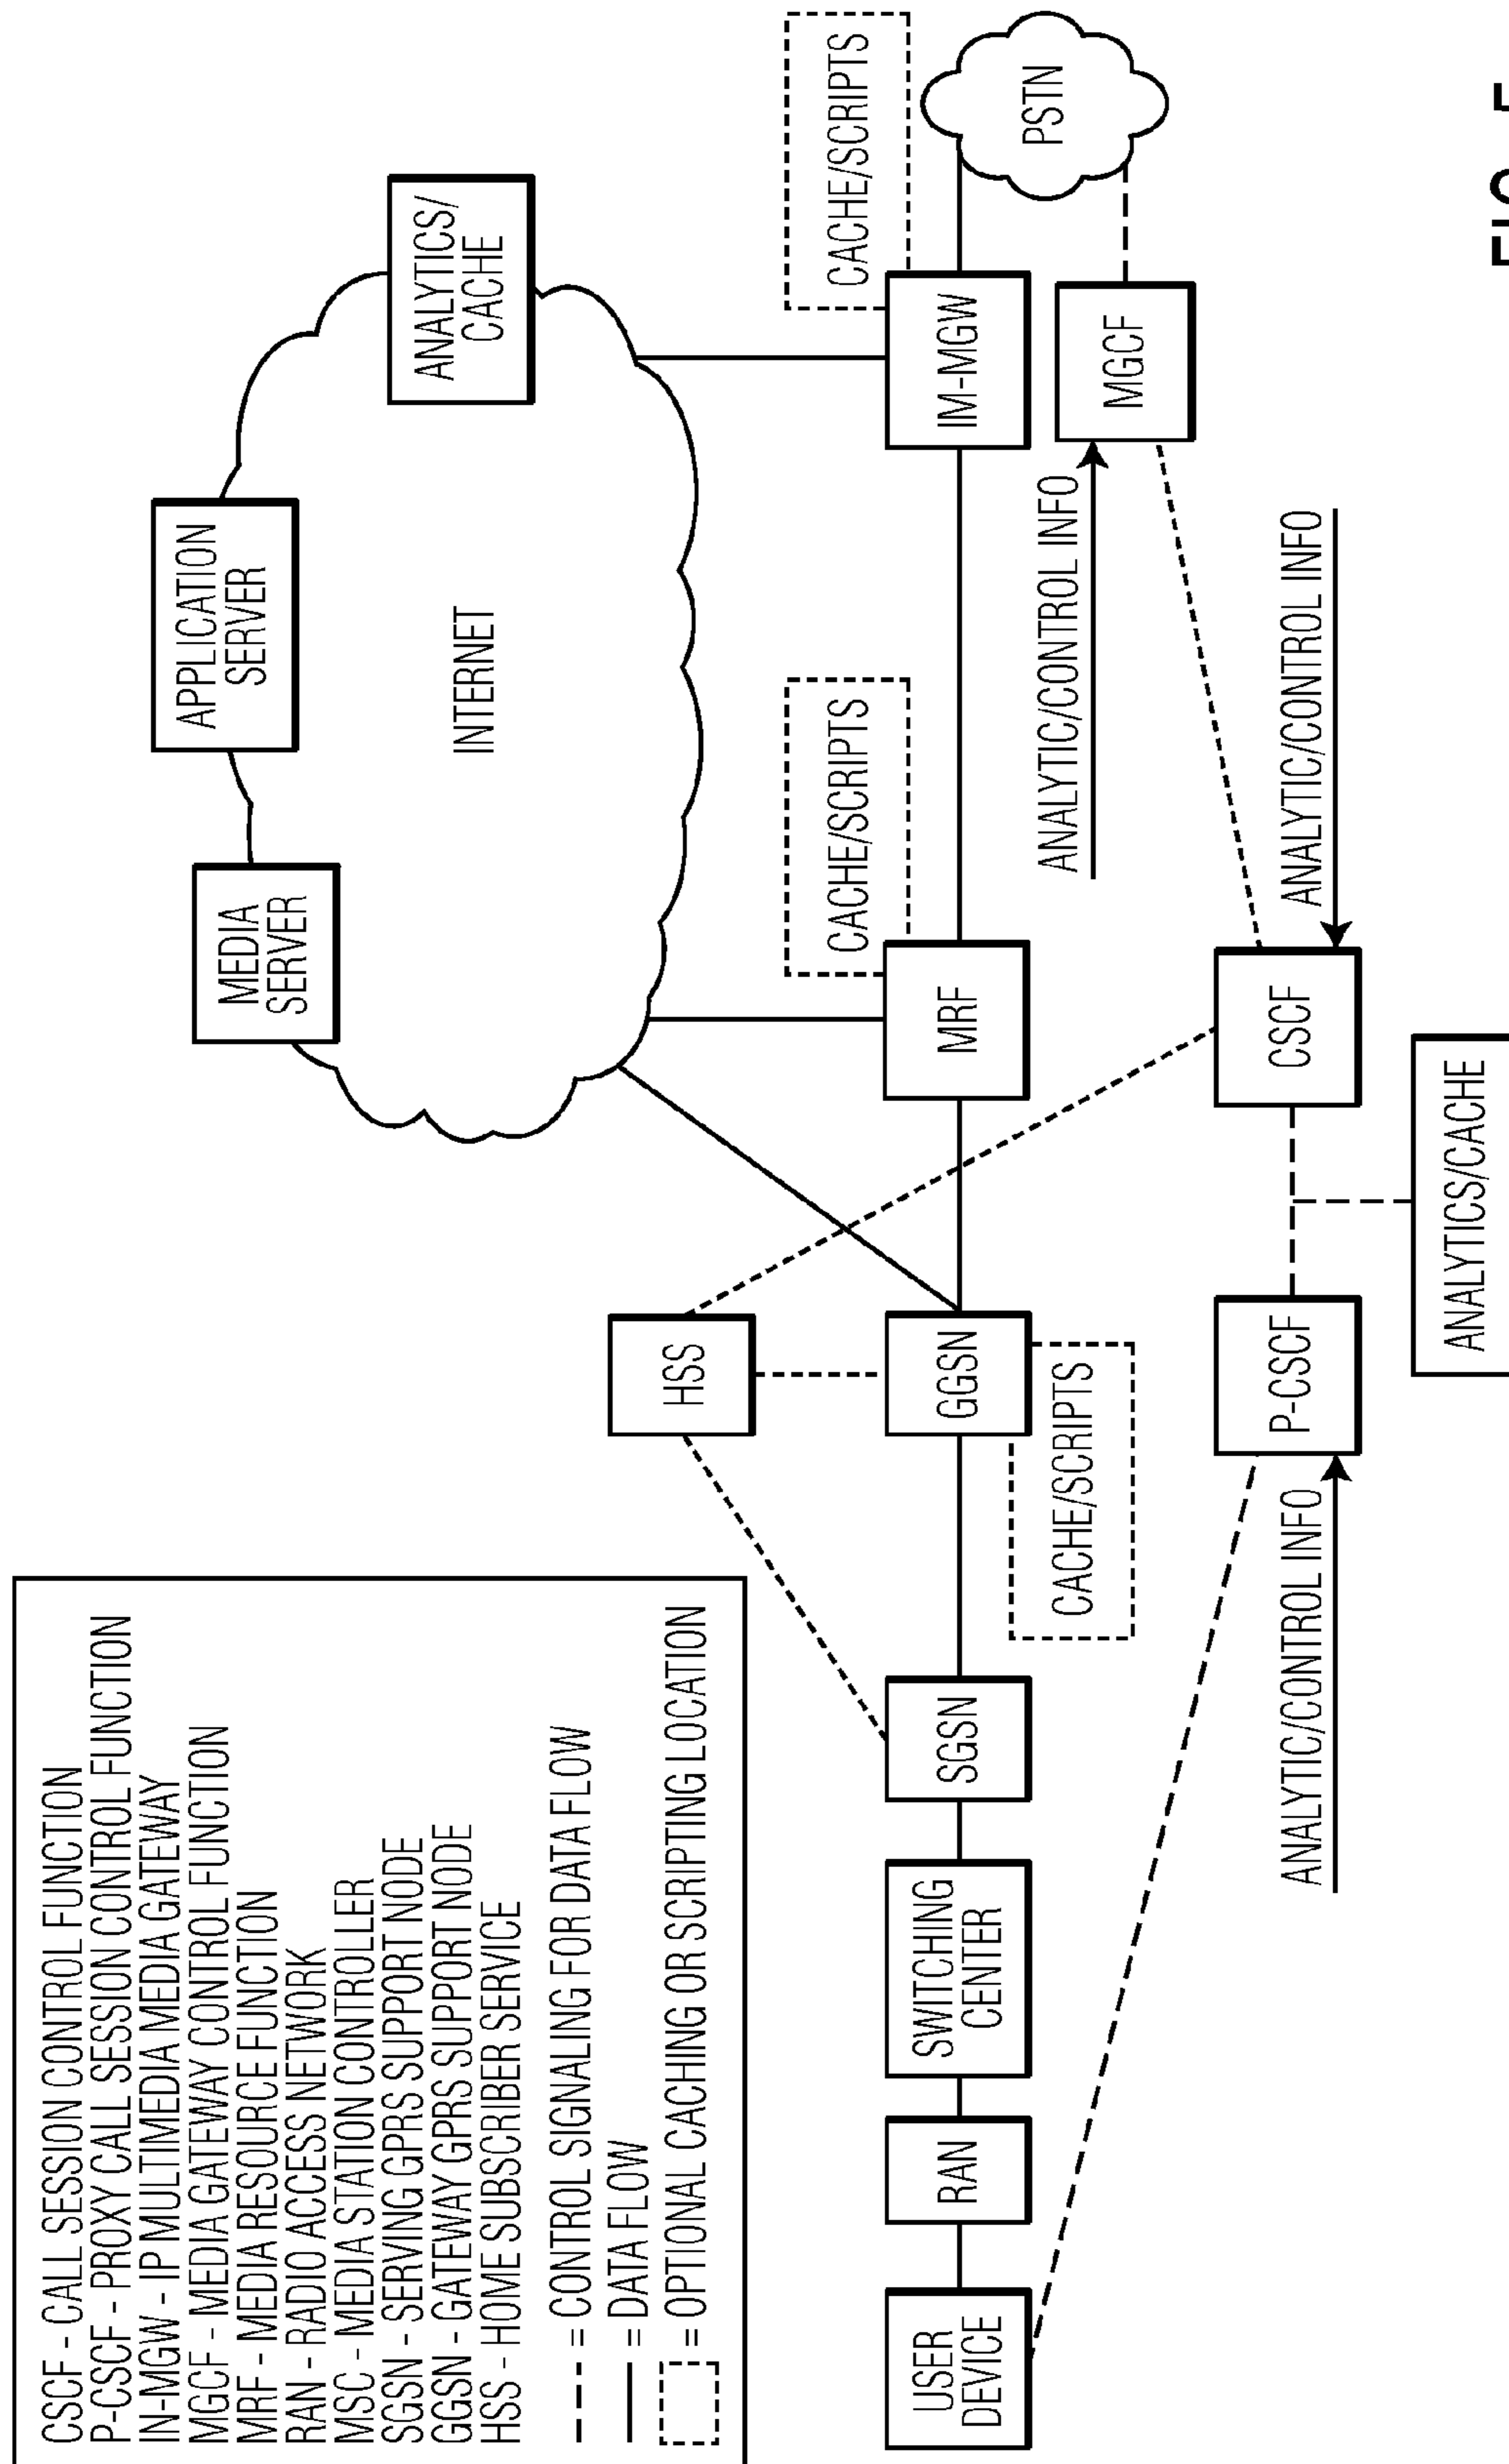 CSCF - CALL SESSION CONTROL FUNCTION
P-CSCF - PROXY CALL SESSION CONTROL FUNCTION
IN-MGW - IP MULTIMEDIA MEDIA GATEWAY
MGCF - MEDIA GATEWAY CONTROL FUNCTION
MRF - MEDIA RESOURCE FUNCTION
RAN - RADIO ACCESS NETWORK
MSC - MEDIA STATION CONTROLLER
SGSN - SERVING GPRS SUPPORT NODE
GGSN - GATEWAY GPRS SUPPORT NODE
HSS - HOME SUBSCRIBER SERVICE
= CONTROL SIGNALING FOR DATA FLOW
= DATA FLOW
= OPTIONAL CACHING OR SCRIPTING LOCATION
MEDIA
SERVER
APPLICATION
SERVER
ANALYTICS/
CACHE
INTERNET
HSS
CACHE/SCRIPTS
CACHE/SCRIPTS
USER
DEVICE
RAN
SWITCHING
CENTER
SGSN
GGSN
MRF
IM-MGW
PSTN
CACHE/SCRIPTS
ANALYTIC/CONTROL INFO
MGCF
ANALYTIC/CONTROL INFO
P-CSCF
CSCF
ANALYTIC/CONTROL INFO
ANALYTICS/CACHE